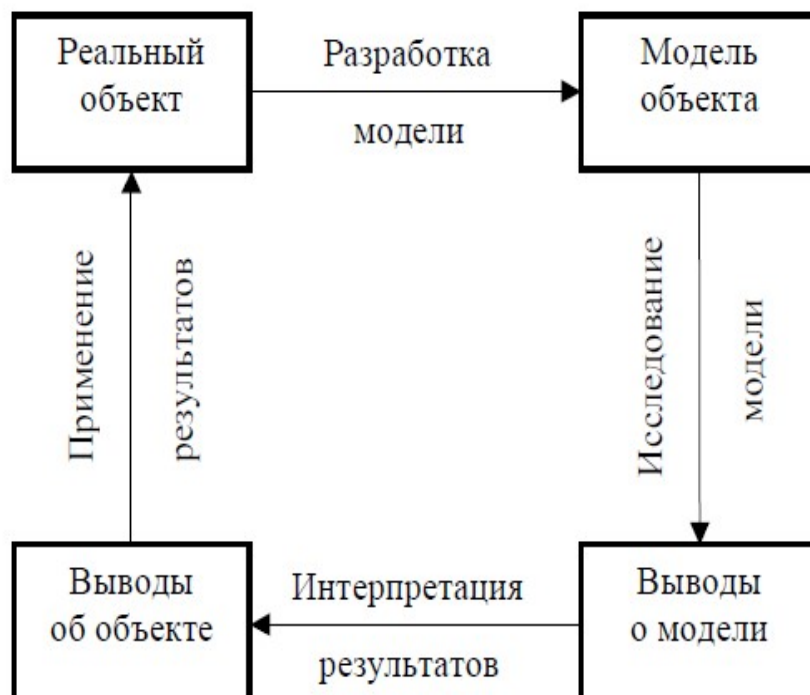 Реальный
объект
Разработка
модели
Модель
объекта
Применение
результатов
Исследование
модели
Выводы
об объекте
Интерпретация
результатов
Выводы
о модели